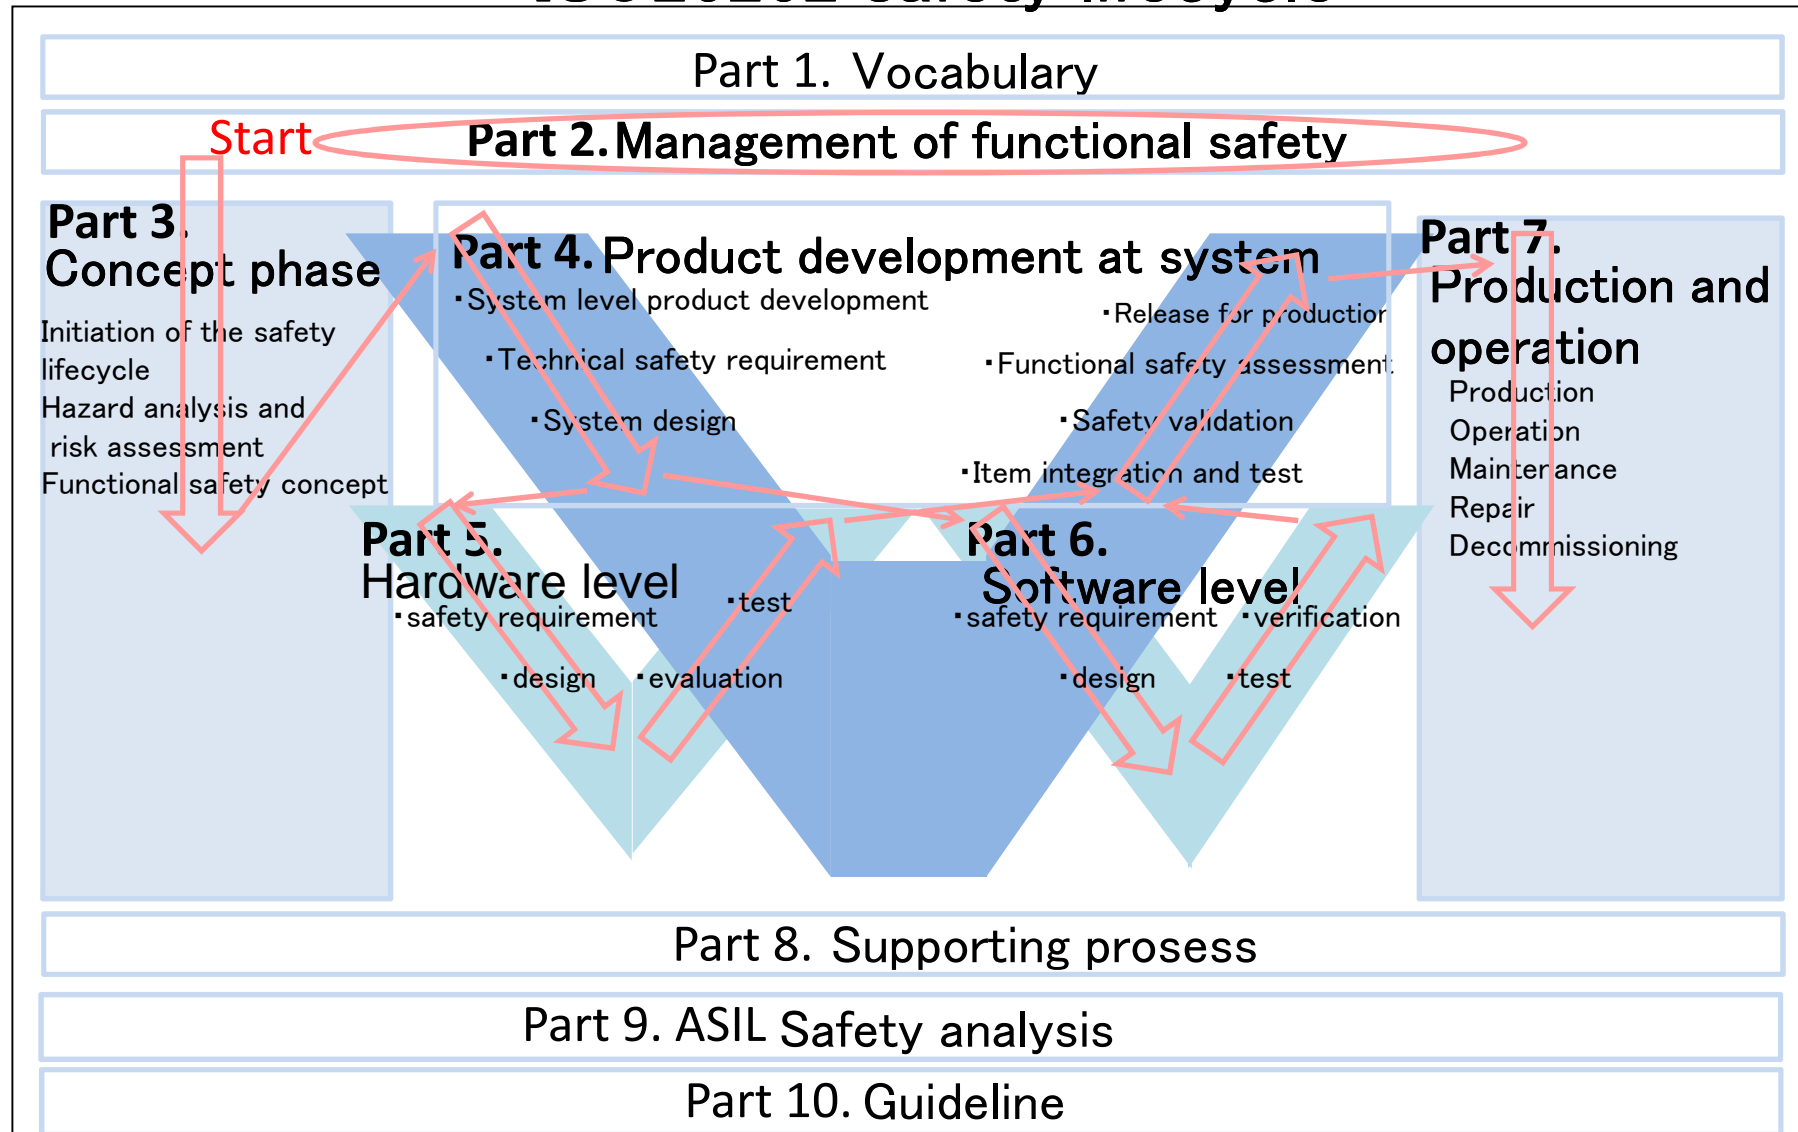 safety lifecycle
Part 1. Vocabulary
Start
Part 2. Management of functional safety
Part 3.
Concept phase
Initiation of the safety
lifecycle
Hazard analysis and
risk assessment
Functional safety concept
Part 4. Product development at system
・System level product development
・Technical safety requirement
・System design
・Release for production
・Functional safety assessment
・Safety validation
・Item integration and test
Part 5.
Hardware level
・safety requirement
・design
・test
・evaluation
Part 6.
Software level
・safety requirement
・verification
・design
・test
Part 7.
Production and
operation
Production
Operation
Maintenance
Repair
Decommissioning
Part 8. Supporting prosess
Part 9. ASIL Safety analysis
Part 10. Guideline